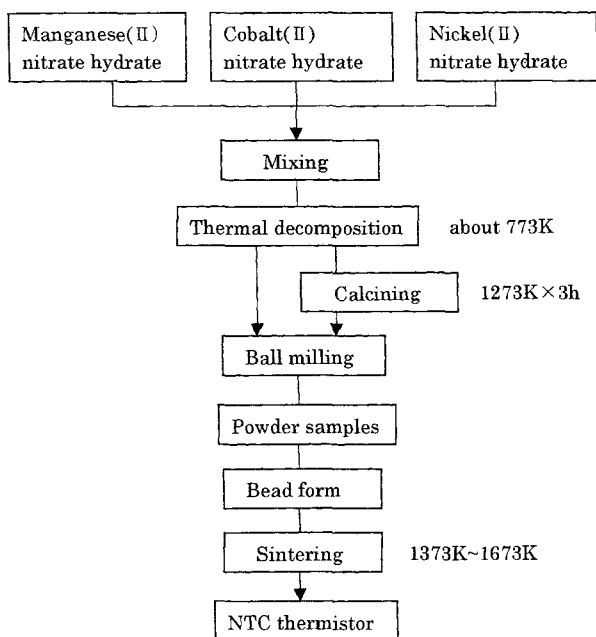 Manganese(Ⅱ)
nitrate hydrate
Cobalt(Ⅱ)
nitrate hydrate
Nickel(Ⅱ)
nitrate hydrate
Mixing
Thermal decomposition
about 773K
Calcining
1273K×3h
Ball milling
Powder samples
Bead form
Sintering
1373K~1673K
NTC thermistor